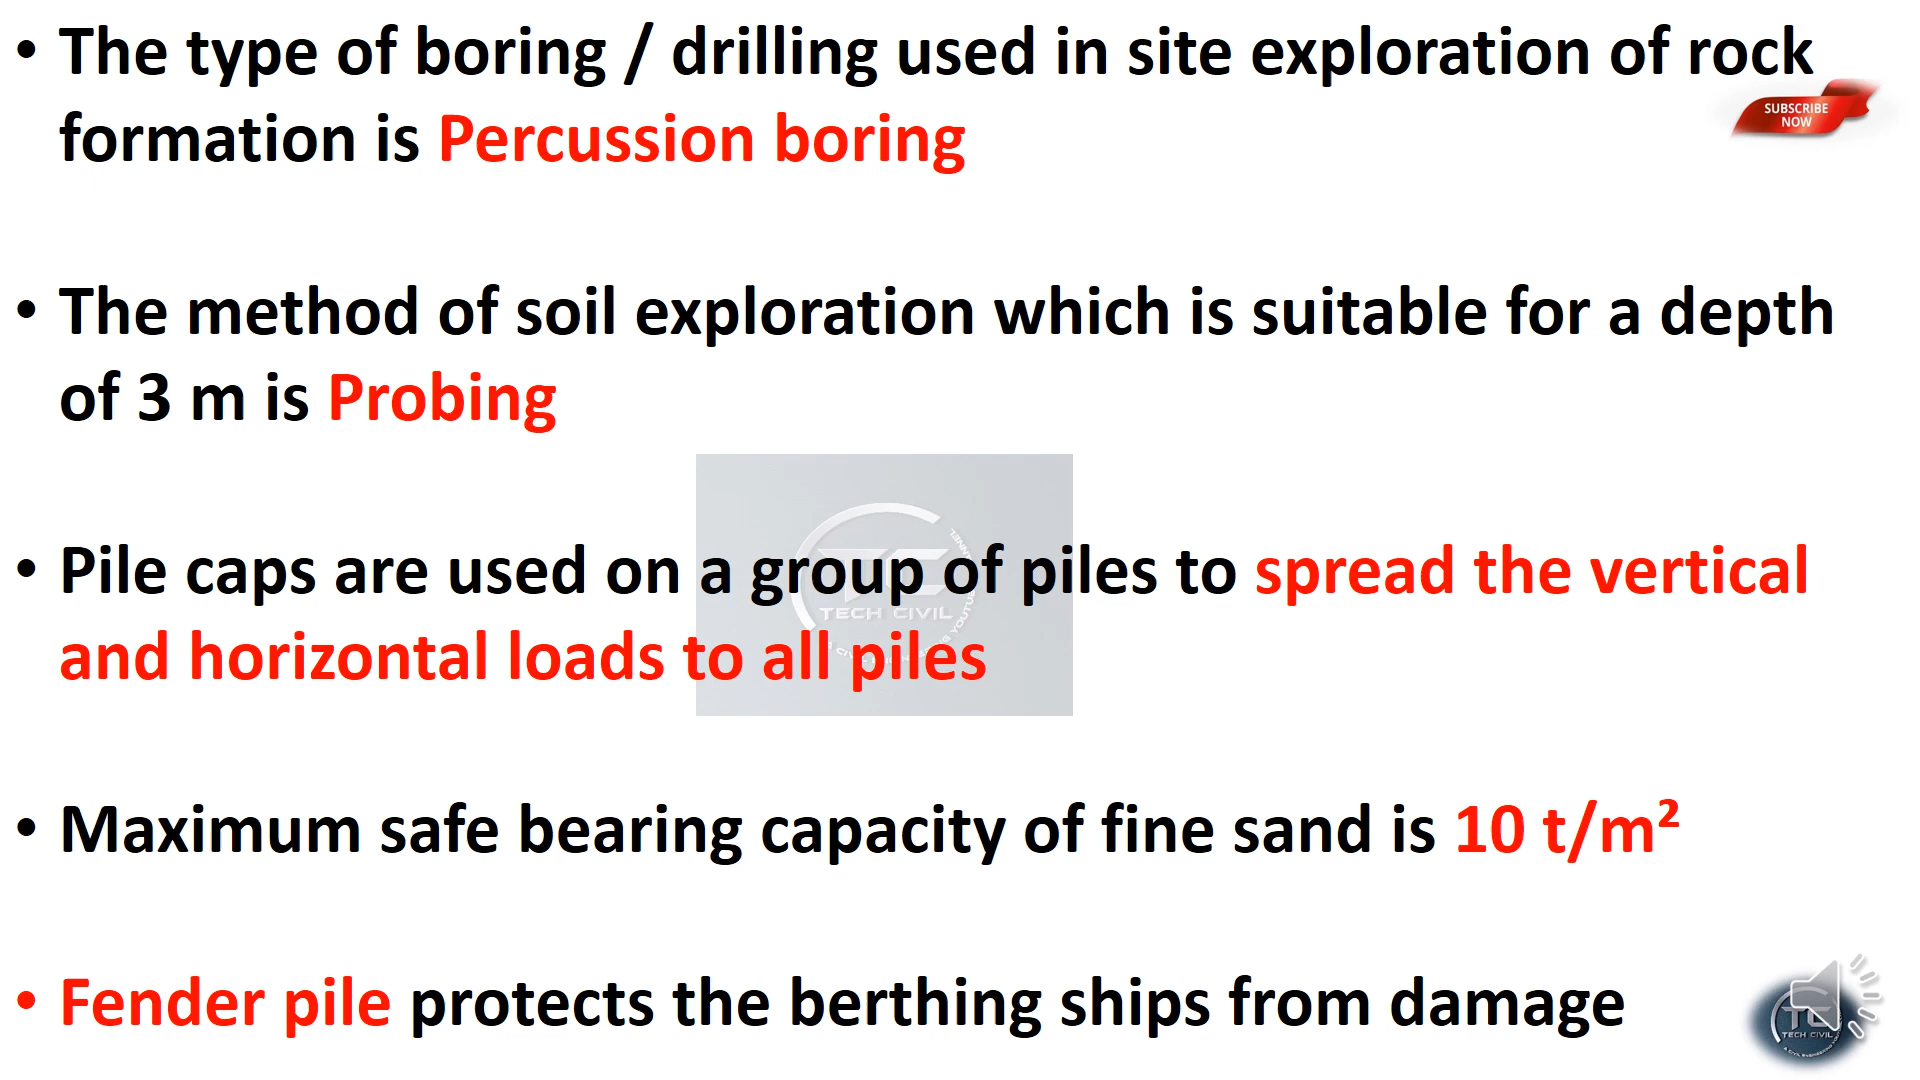 • The type of boring / drilling used in site exploration of rock
formation is Percussion boring
SUBSCRIBE
NOW
• The method of soil exploration which is suitable for a depth
of 3 m is Probing
• Pile caps are used on a group of piles to spread the vertical
and horizontal loads to all piles
TC
TECH CIVIL
• Maximum safe bearing capacity of fine sand is 10 t/m²
• Fender pile protects the berthing ships from damage
TECH CIVIL